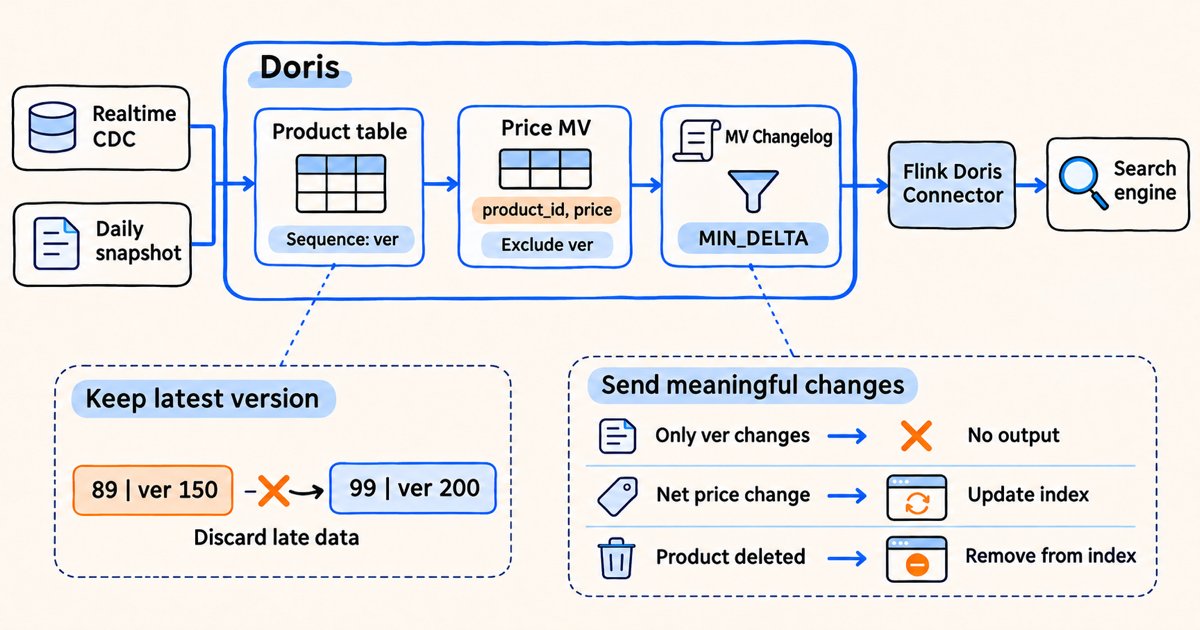 Doris
Realtime
CDC
Daily
snapshot
Product table
Sequence: ver
Price MV
product_id, price
Exclude ver
MV Changelog
MIN_DELTA
Flink Doris
Connector
Search
engine
Keep latest version
89 | ver 150
99 | ver 200
Discard late data
Send meaningful changes
Only ver changes
No output
Net price change
Update index
Product deleted
Remove from index